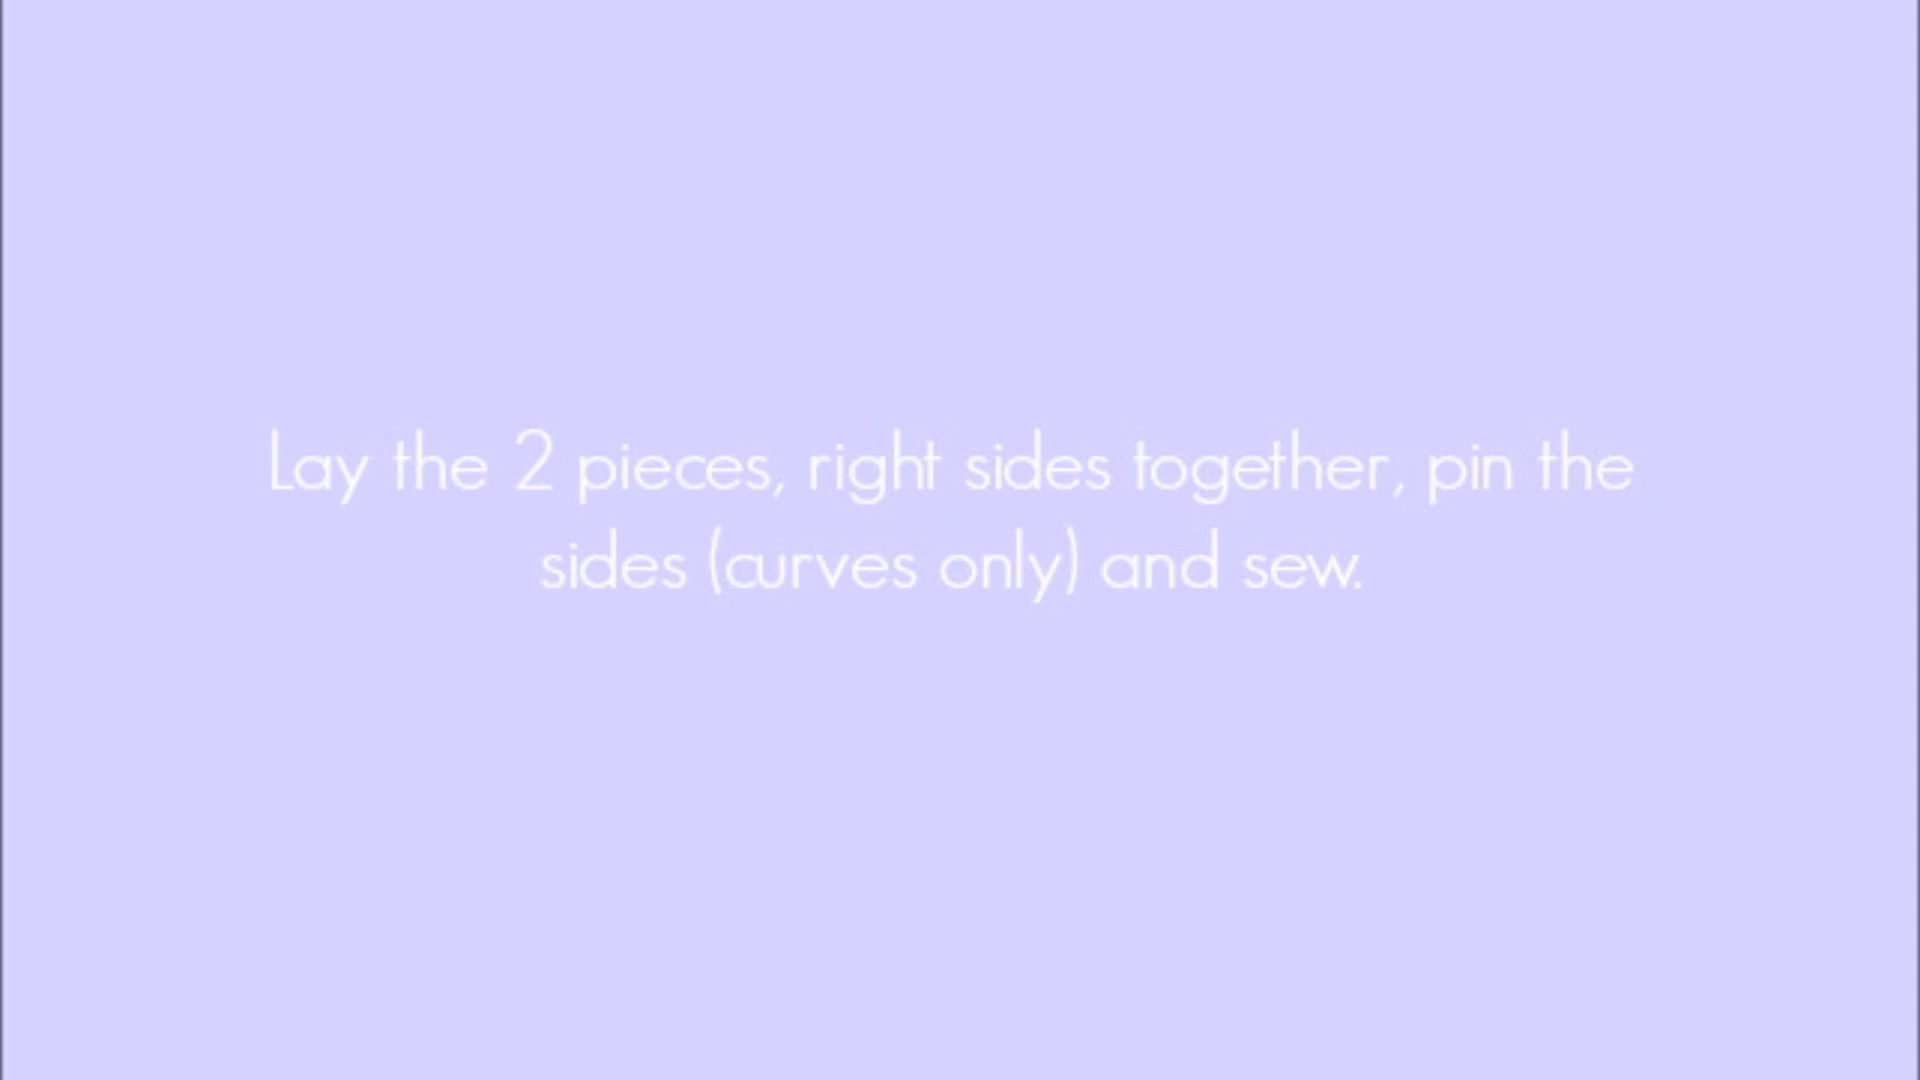 Lay the 2 pieces, right sides together, pin the
sides (curves only) and sew.